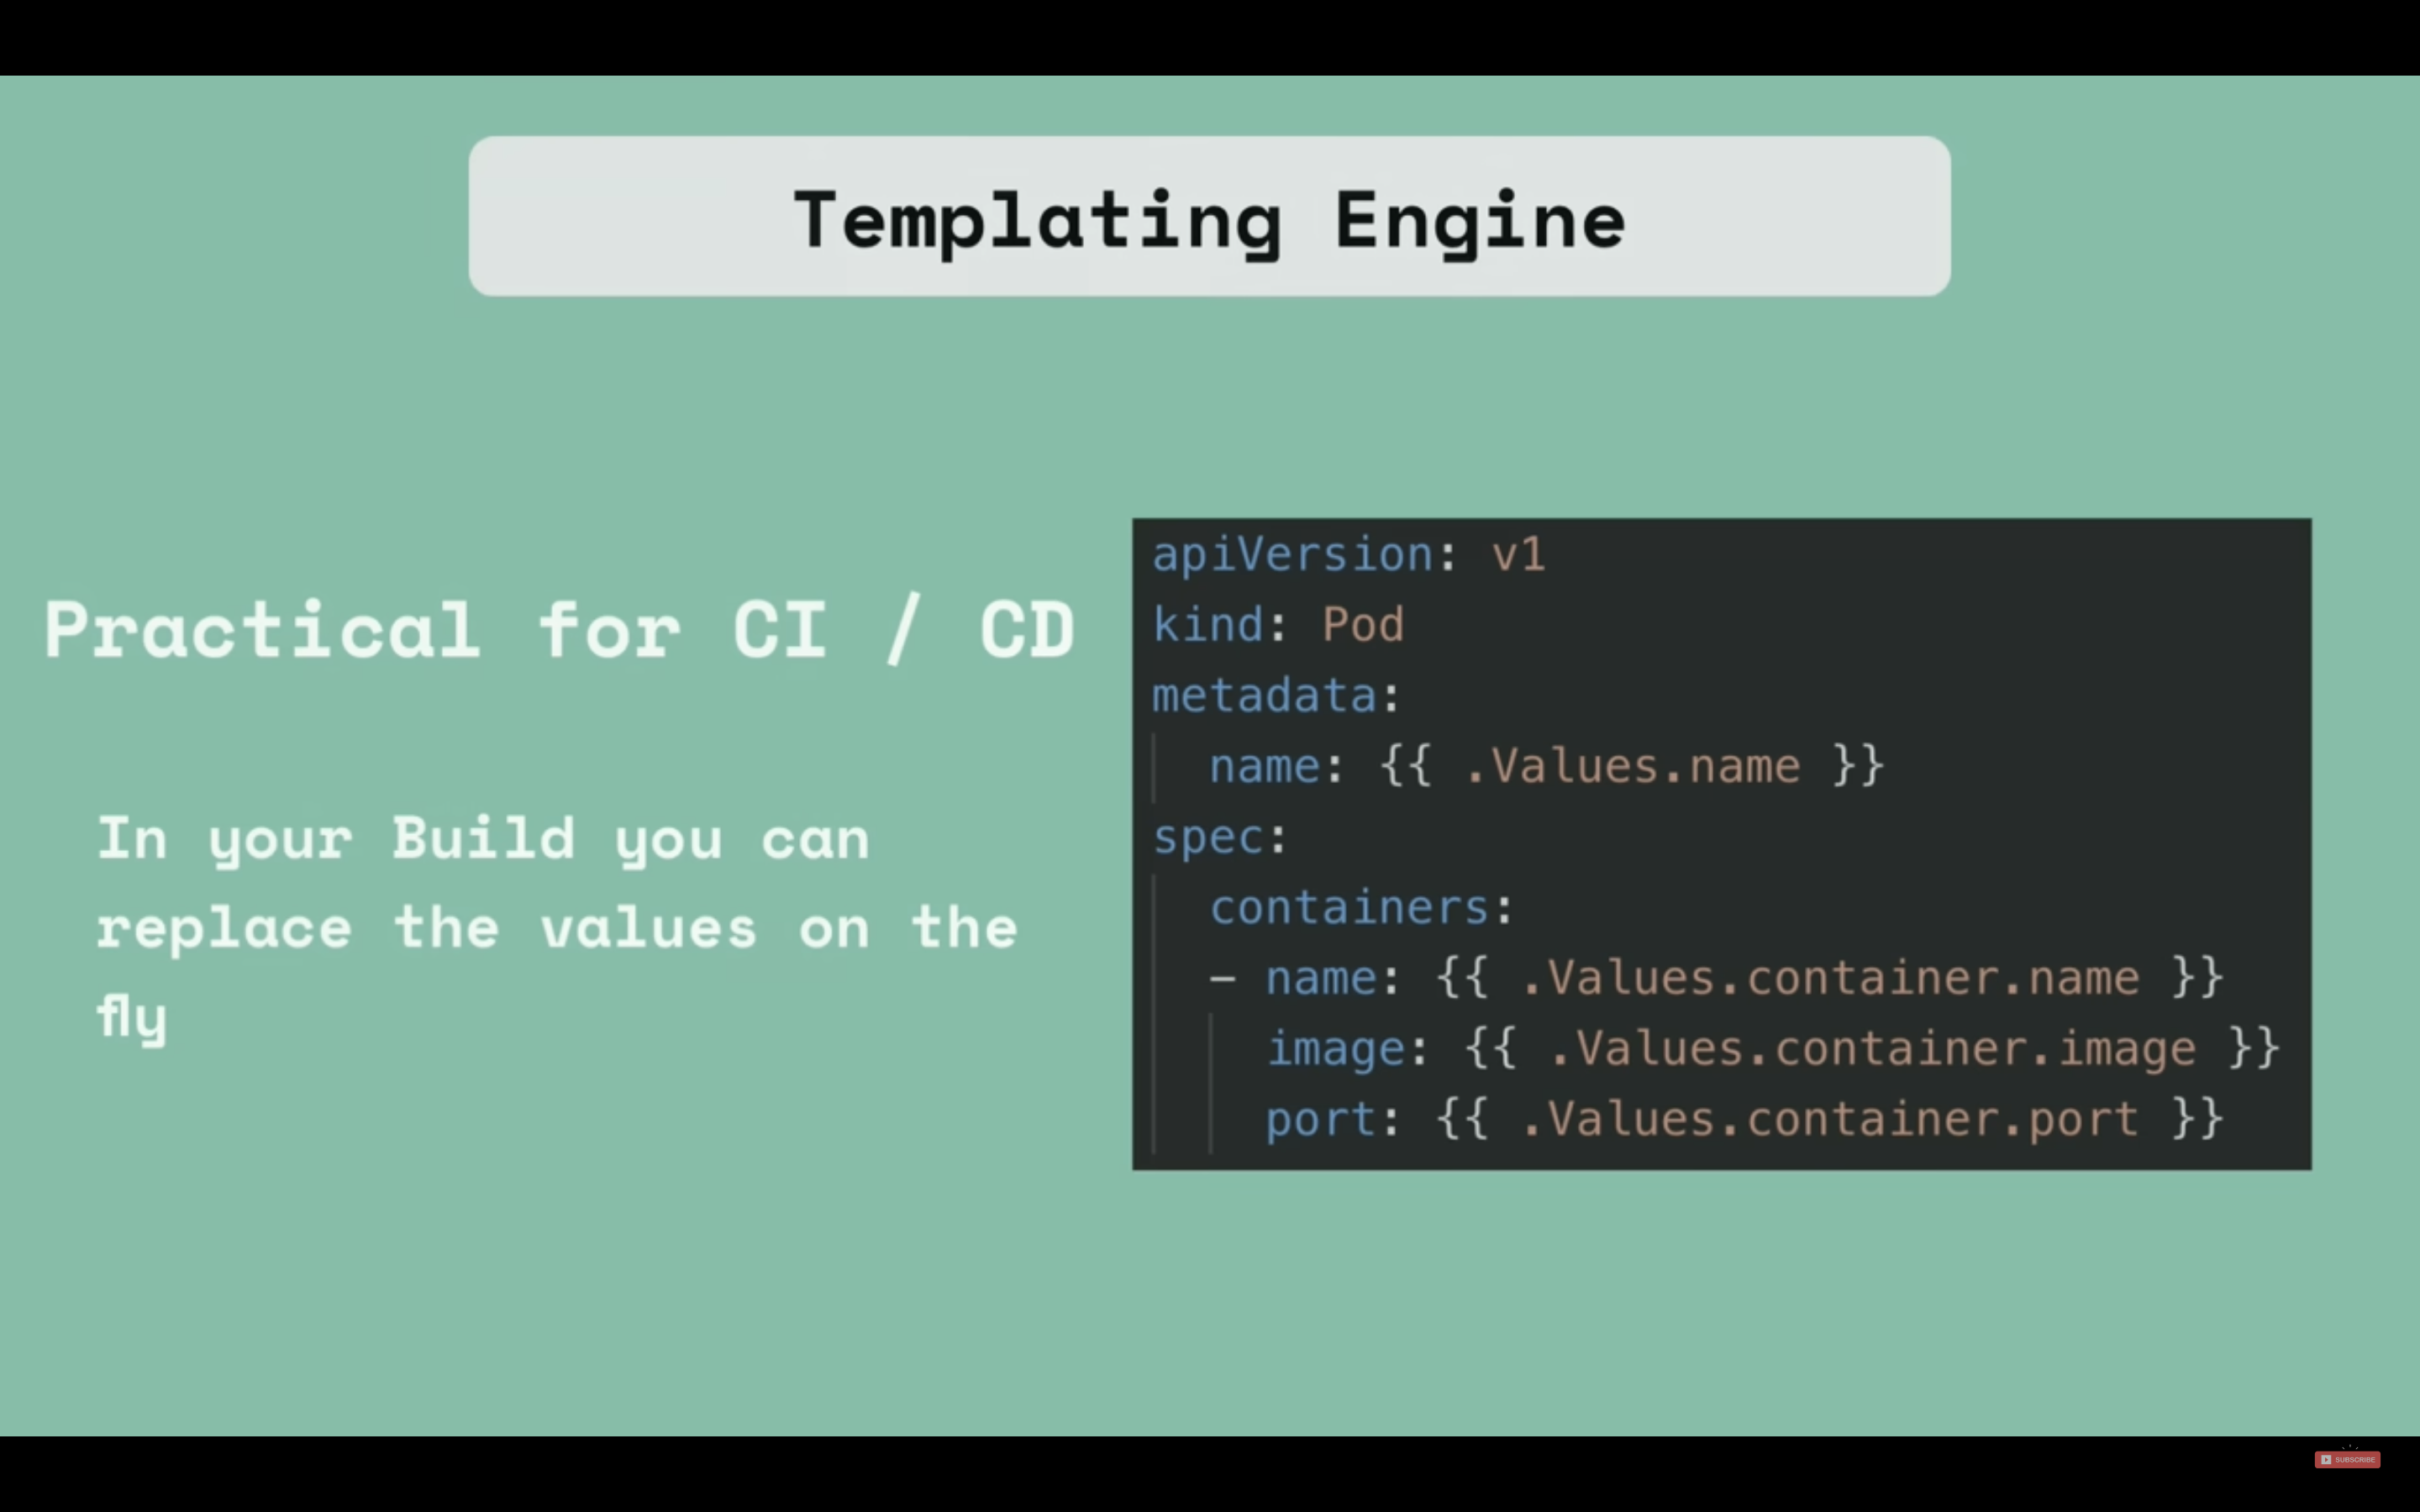 Templating Engine
Practical for CI / CD
In your Build you can
replace the values on the
fly
apiVersion: v1
kind: Pod
metadata:
  name: {{ .Values.name }}
spec:
  containers:
  – name: {{ .Values.container.name }}
    image: {{ .Values.container.image }}
    port: {{ .Values.container.port }}
SUBSCRIBE